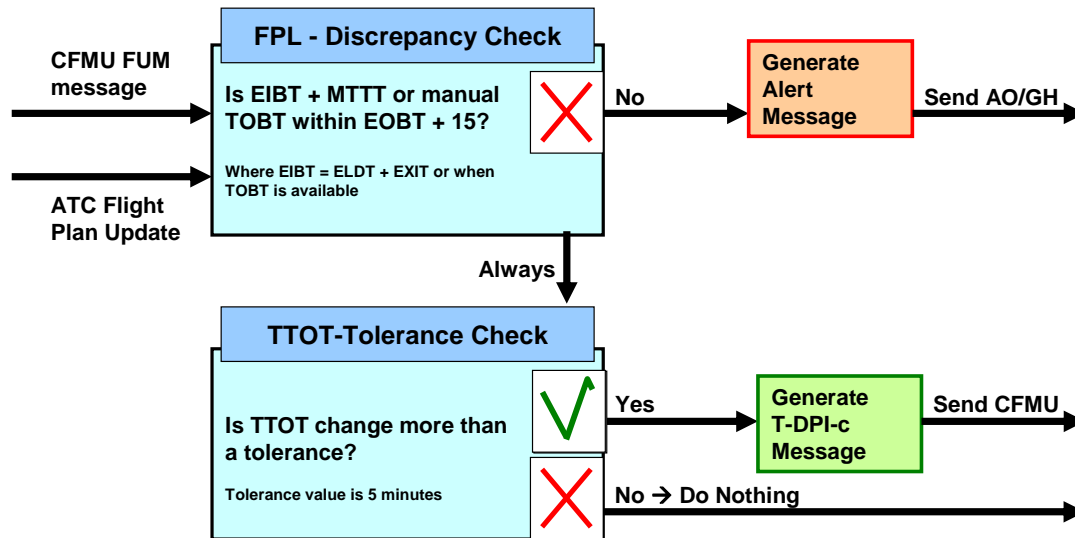 FPL - Discrepancy Check
CFMU FUM
message
Is EIBT + MTTT or manual
TOBT within EOBT + 15?
Where EIBT = ELDT + EXIT or when
TOBT is available
No
Generate
Alert
Message
Send AO/GH
ATC Flight
Plan Update
Always
TTOT-Tolerance Check
Is TTOT change more than
a tolerance?
Tolerance value is 5 minutes
Yes
Generate
T-DPI-c
Message
Send CFMU
No → Do Nothing